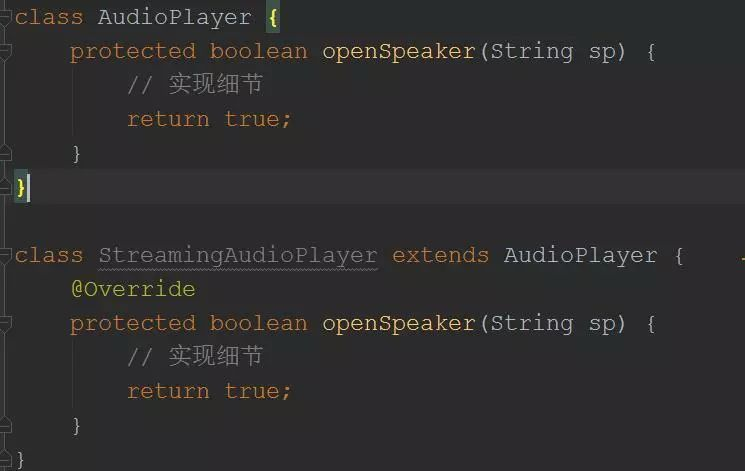 class AudioPlayer {
protected boolean openSpeaker(String sp) {
// 实现细节
return true;
}
}
class StreamingAudioPlayer extends AudioPlayer {
@Override
protected boolean openSpeaker(String sp) {
// 实现细节
return true;
}
}